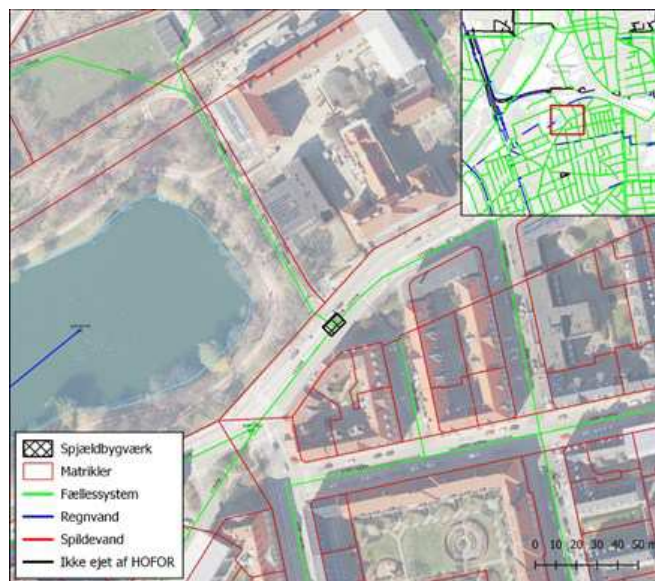 Spjældbygværk
Matrikler
Fællessystem
Regnvand
Spildevand
Ikke ejet af HOFOR
0 10 20 30 40 50 m